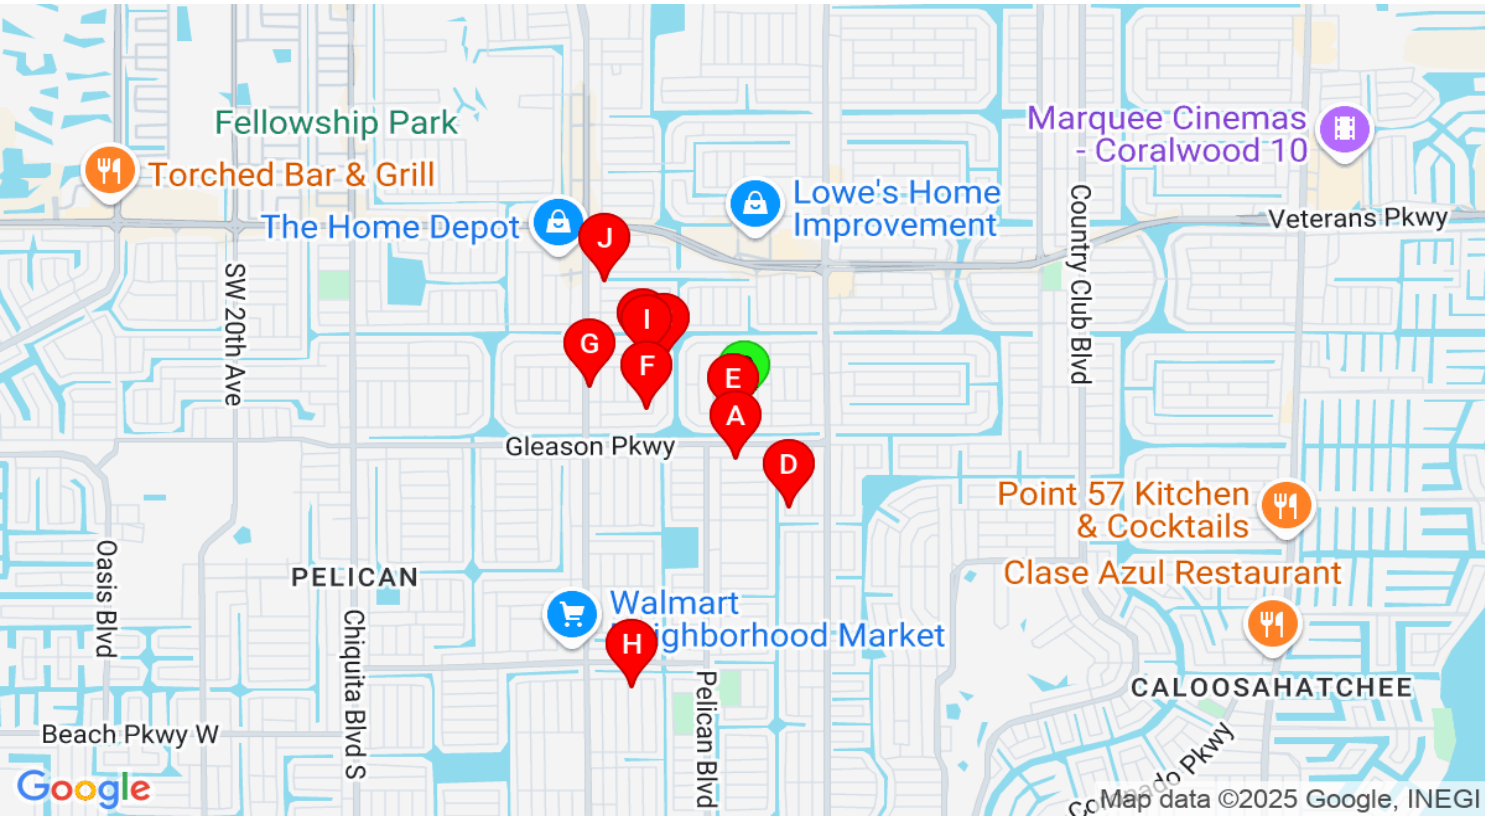 Fellowship Park
Marquee Cinemas
- Coralwood 10
Torched Bar & Grill
Lowe's Home
Improvement
The Home Depot
Veterans Pkwy
J
SW 20th Ave
Country Club Blvd
I
G
F
E
A
Gleason Pkwy
D
Point 57 Kitchen
& Cocktails
Oasis Blvd
PELICAN
Clase Azul Restaurant
Walmart
Neighborhood Market
H
Chiquita Blvd S
Pelican Blvd
CALOOSAHATCHEE
Beach Pkwy W
Coronado Pkwy
Google
Map data ©2025 Google, INEGI